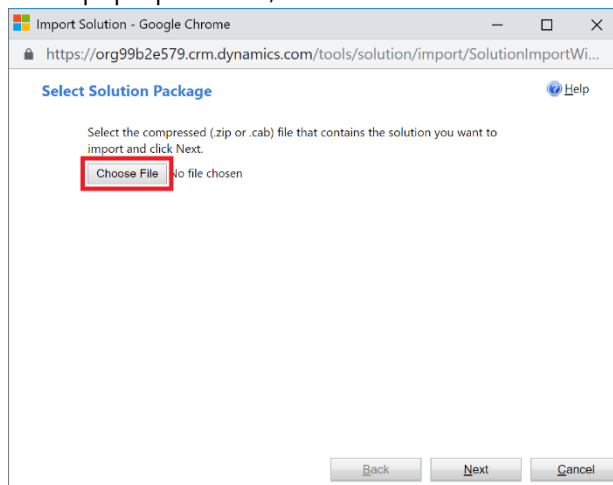 Import Solution - Google Chrome
https://org99b2e579.crm.dynamics.com/tools/solution/import/SolutionImportWi...
Select Solution Package
Help
Select the compressed (.zip or .cab) file that contains the solution you want to
import and click Next.
Choose File No file chosen
Back Next Cancel